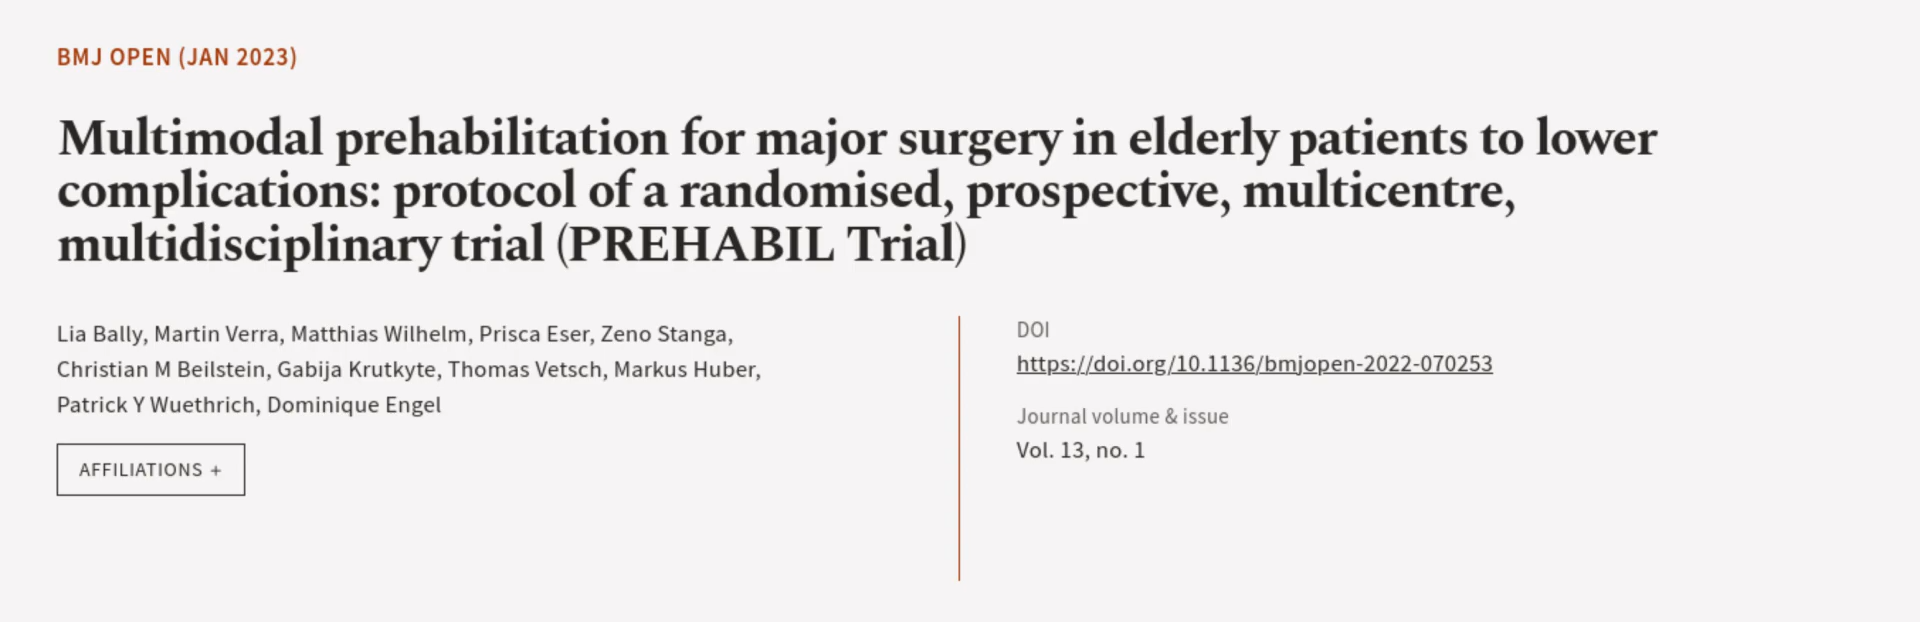 BMJ OPEN (JAN 2023)
Multimodal prehabilitation for major surgery in elderly patients to lower
complications: protocol of a randomised, prospective, multicentre,
multidisciplinary trial (PREHABIL Trial)
Lia Bally, Martin Verra, Matthias Wilhelm, Prisca Eser, Zeno Stanga,
Christian M Beilstein, Gabija Krutkyte, Thomas Vetsch, Markus Huber,
Patrick Y Wuethrich, Dominique Engel
AFFILIATIONS +
DOI
https://doi.org/10.1136/bmjopen-2022-070253
Journal volume & issue
Vol. 13, no. 1